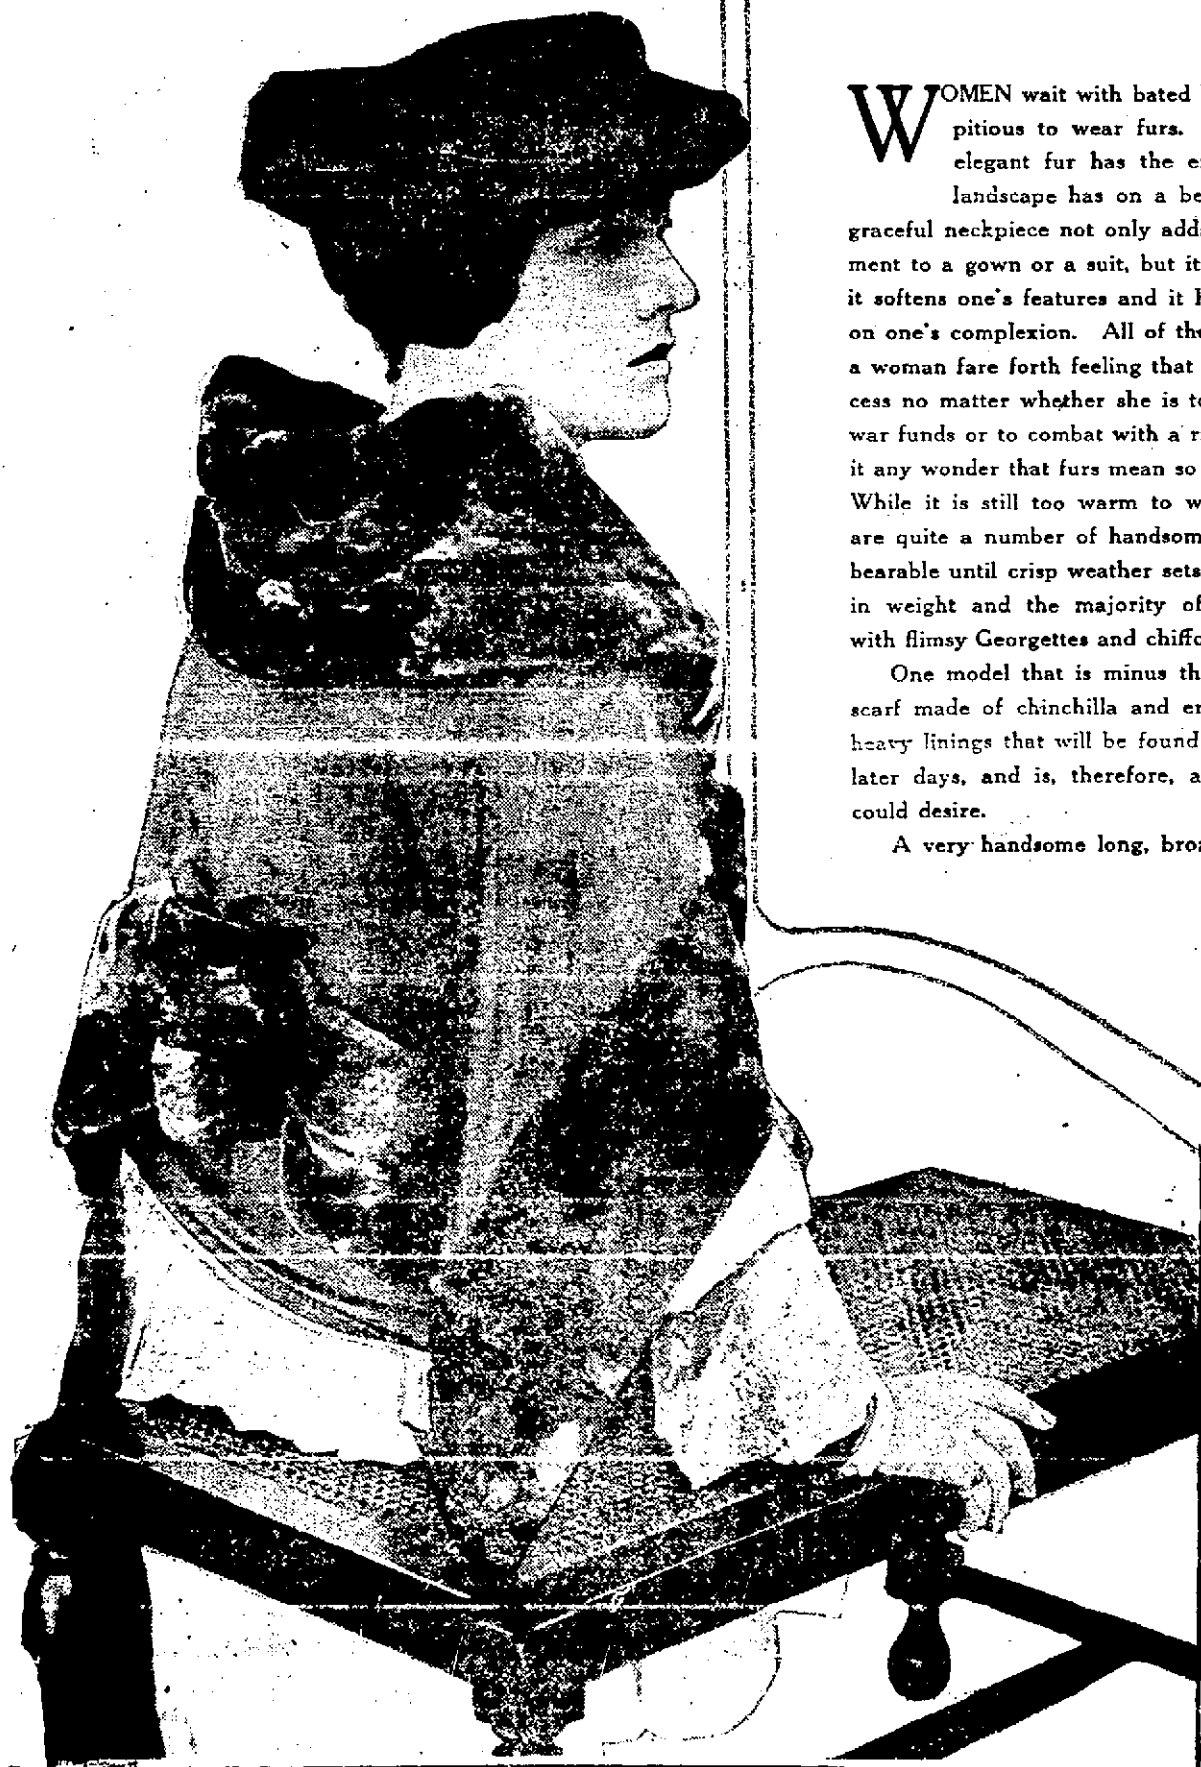 WOMEN wait with bated
pitious to wear furs.
elegant fur has the e
landscape has on a be
graceful neckpiece not only add
ment to a gown or a suit, but it
it softens one's features and it
on one's complexion. All of the
a woman fare forth feeling that
cess no matter whether she is to
war funds or to combat with a r
it any wonder that furs mean so
While it is still too warm to w
are quite a number of handsom
bearable until crisp weather sets
in weight and the majority of
with flimsy Georgettes and chiffo
One model that is minus th
scarf made of chinchilla and er
heavy linings that will be found
later days, and is, therefore, a
could desire.
A very handsome long, broa